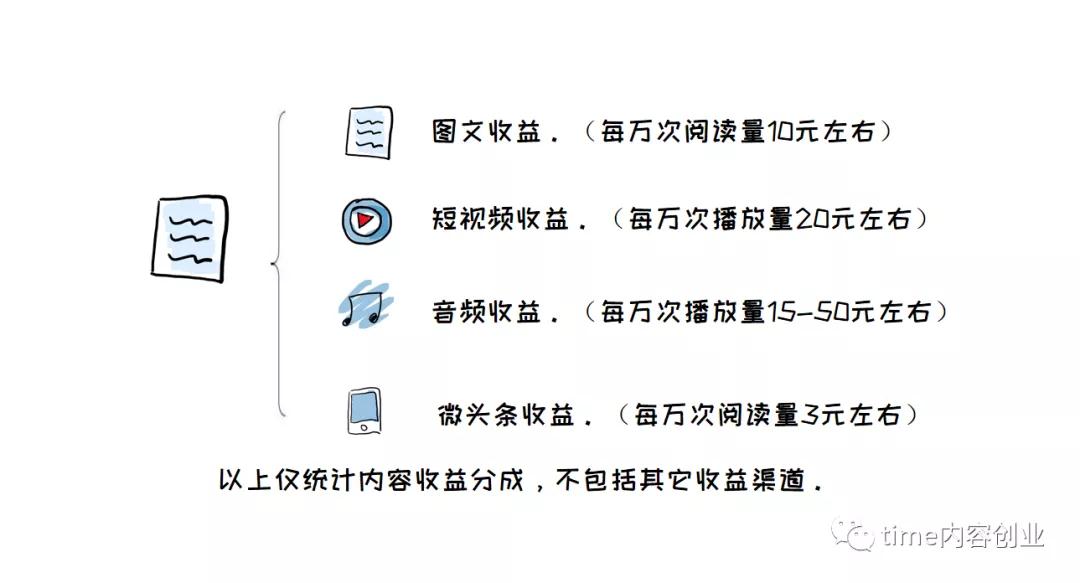 图文收益.（每万次阅读量10元左右）
短视频收益.（每万次播放量20元左右）
音频收益.（每万次播放量15-50元左右）
微头条收益.（每万次阅读量3元左右）
以上仅统计内容收益分成,不包括其它收益渠道.
time内容创业